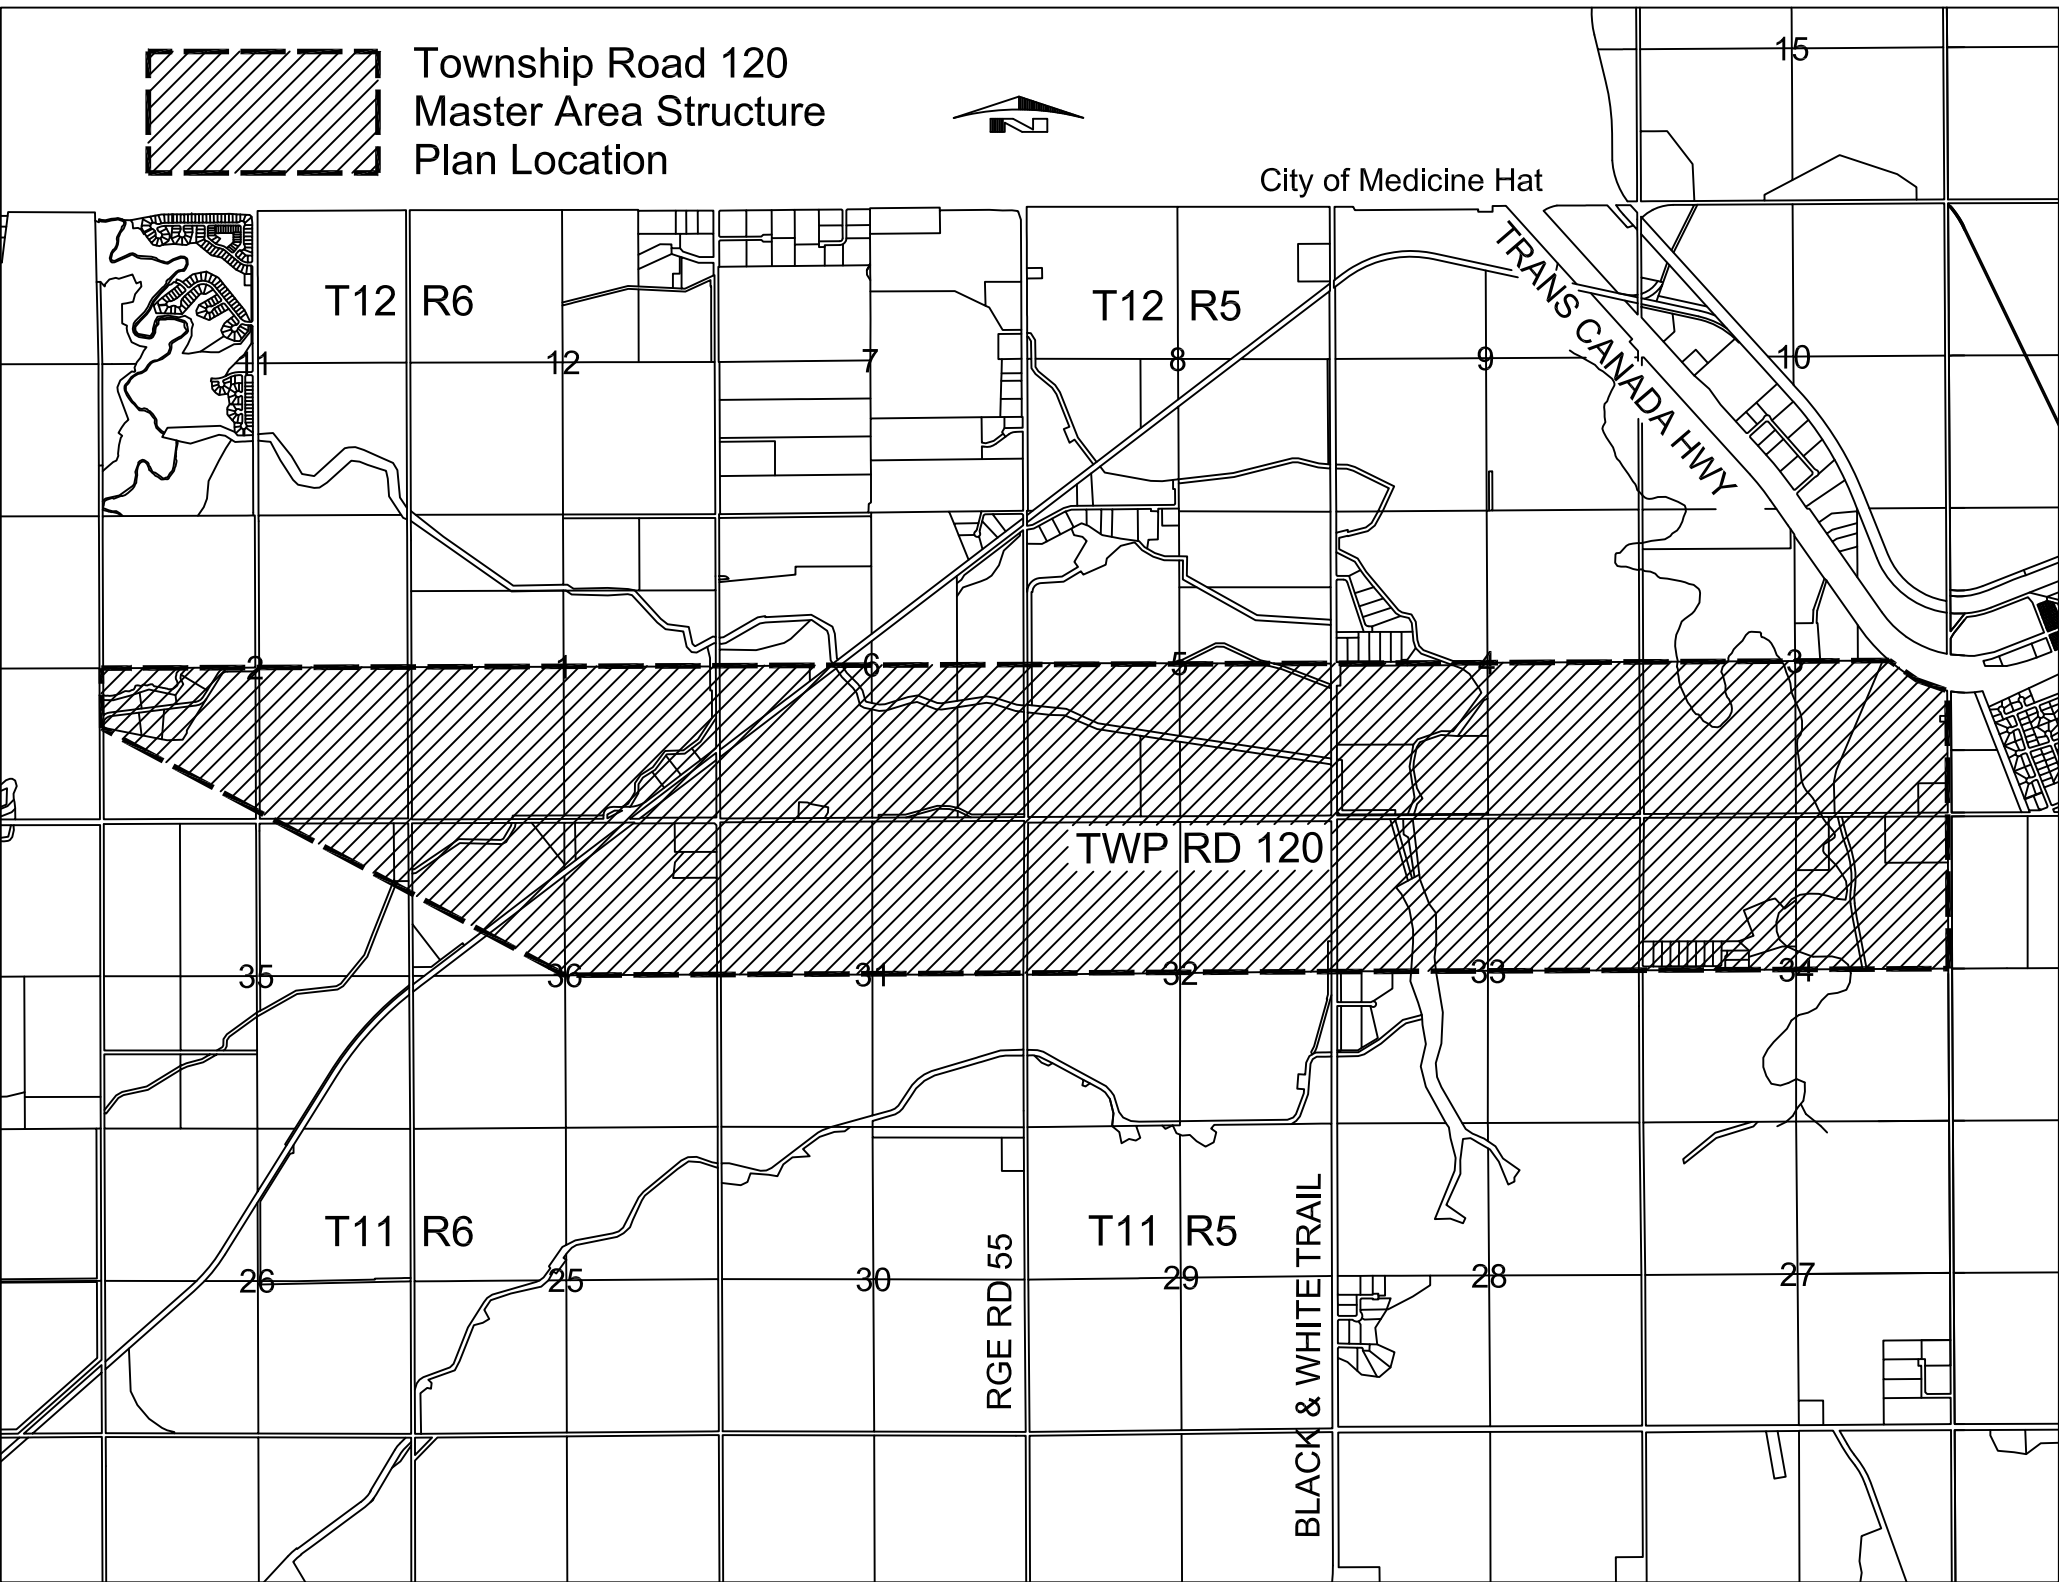 Township Road 120
Master Area Structure
Plan Location
15
City of Medicine Hat
TRANS CANADA HWY
T12 R6
T12 R5
11
12
7
8
9
10
2
1
6
5
4
3
TWP RD 120
35
36
31
32
33
34
T11 R6
T11 R5
RGE RD 55
BLACK & WHITE TRAIL
26
25
30
29
28
27